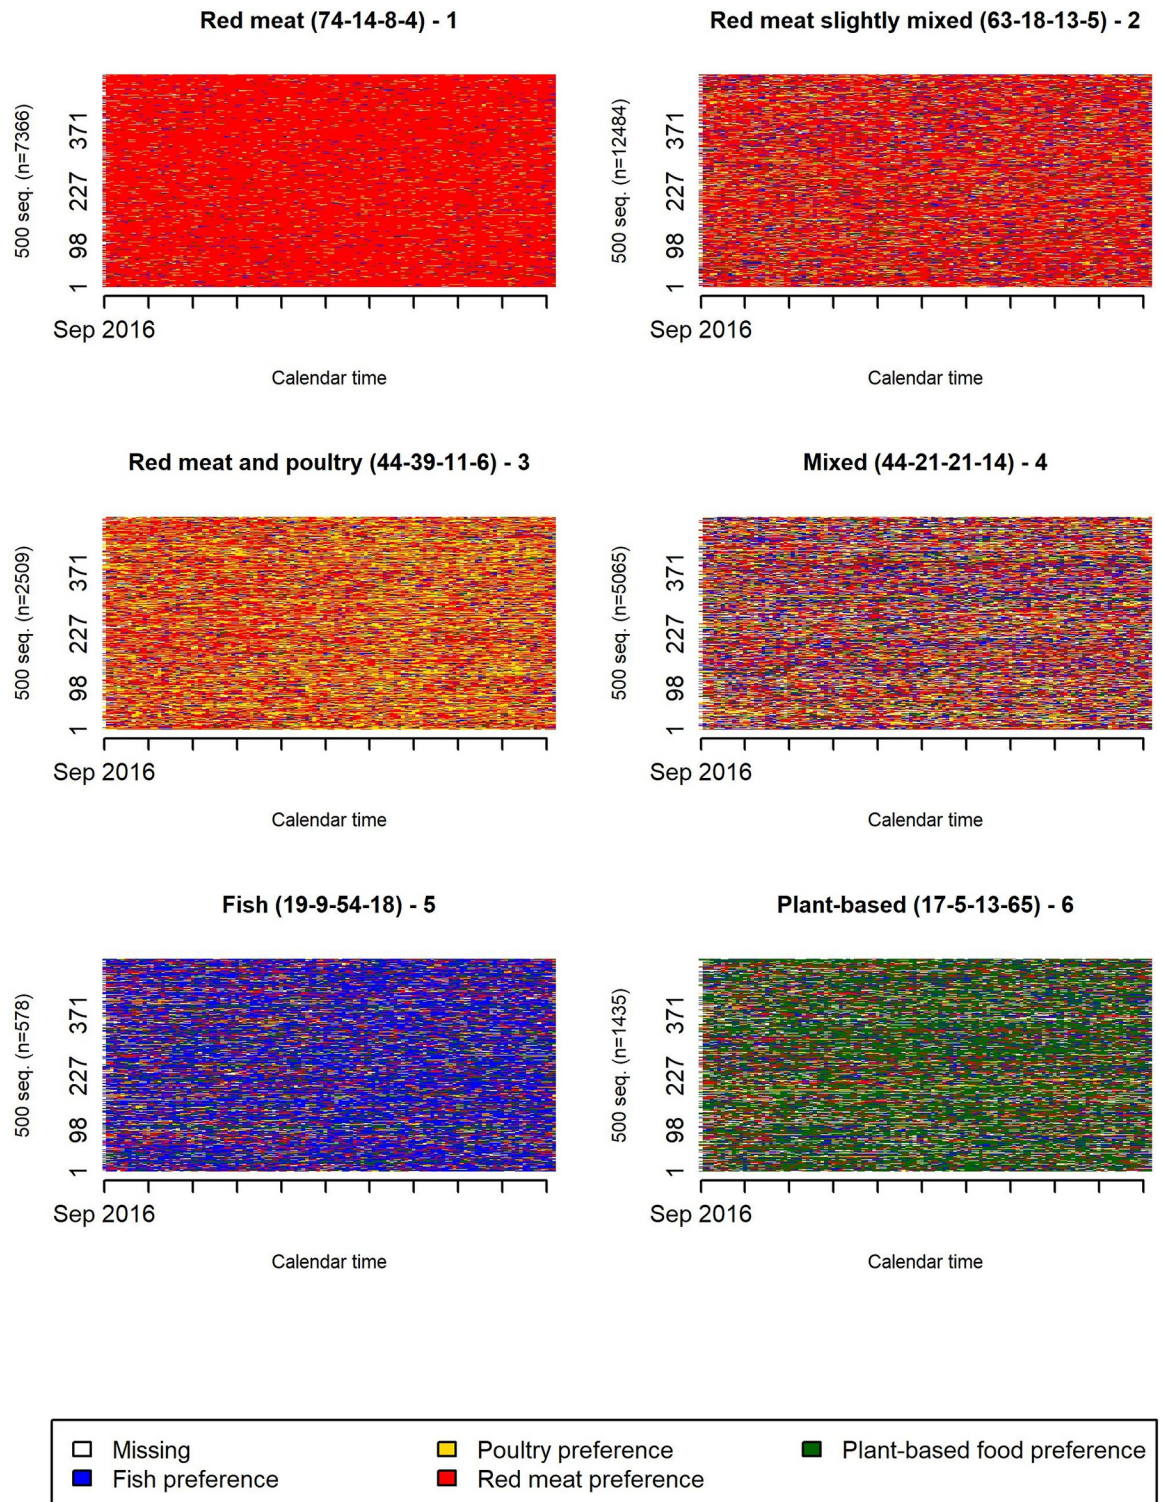 Red meat (74-14-8-4) - 1
500 seq. (n=7366)
371
227
98
1
Sep 2016
Calendar time
Red meat slightly mixed (63-18-13-5) - 2
500 seq. (n=12484)
371
227
98
1
Sep 2016
Calendar time
Red meat and poultry (44-39-11-6) - 3
500 seq. (n=2509)
371
227
98
1
Sep 2016
Calendar time
Mixed (44-21-21-14) - 4
500 seq. (n=5065)
371
227
98
1
Sep 2016
Calendar time
Fish (19-9-54-18) - 5
500 seq. (n=578)
371
227
98
1
Sep 2016
Calendar time
Plant-based (17-5-13-65) - 6
500 seq. (n=1435)
371
227
98
1
Sep 2016
Calendar time
Missing
Fish preference
Poultry preference
Red meat preference
Plant-based food preference